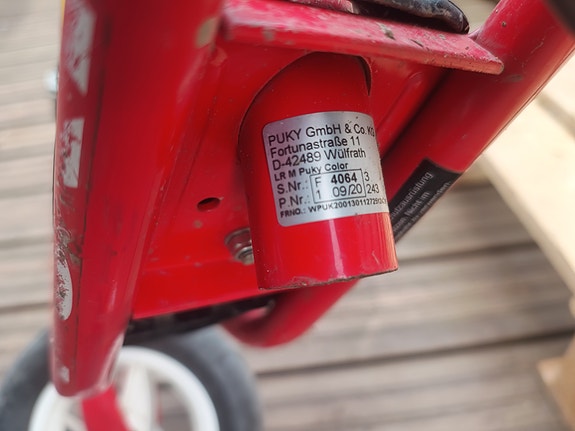 PUKY GmbH & Co. KG
Fortunastraße 11
D-42489 Wülfrath
LR M Puky Color
S.Nr.: F 4064 3
P.Nr.: 1 09/20 243
FRNO.: